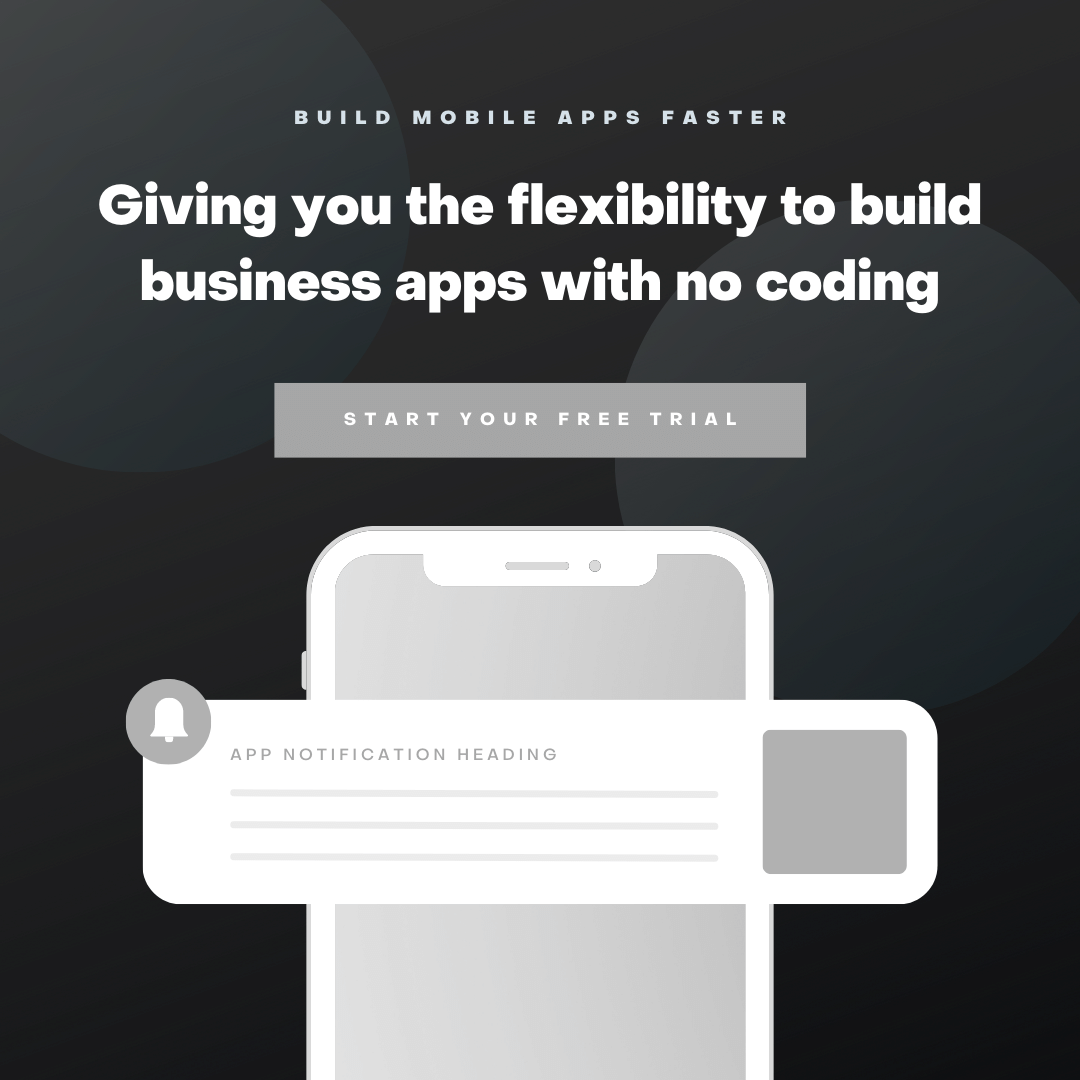 BUILD MOBILE APPS FASTER
Giving you the flexibility to build
business apps with no coding
START YOUR FREE TRIAL
APP NOTIFICATION HEADING